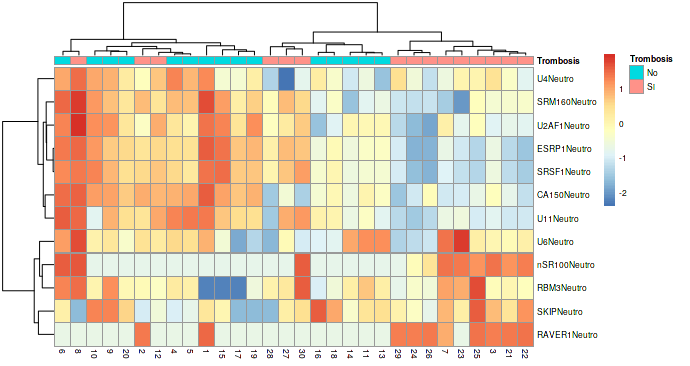 Trombosis
Trombosis
No
SI
U4Neutro
SRM160Neutro
U2AF1Neutro
ESRP1Neutro
SRSF1Neutro
CA150Neutro
U11Neutro
U6Neutro
nSR100Neutro
RBM3Neutro
SKIPNeutro
RAVER1Neutro
1
0
-1
-2
6 8 10 9 20 2 12 4 5 1 15 17 19 28 27 30 16 18 14 11 13 29 24 26 7 23 25 3 21 22